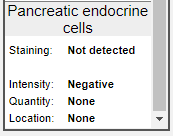 Pancreatic endocrine
cells
Staining: Not detected
Intensity: Negative
Quantity: None
Location: None